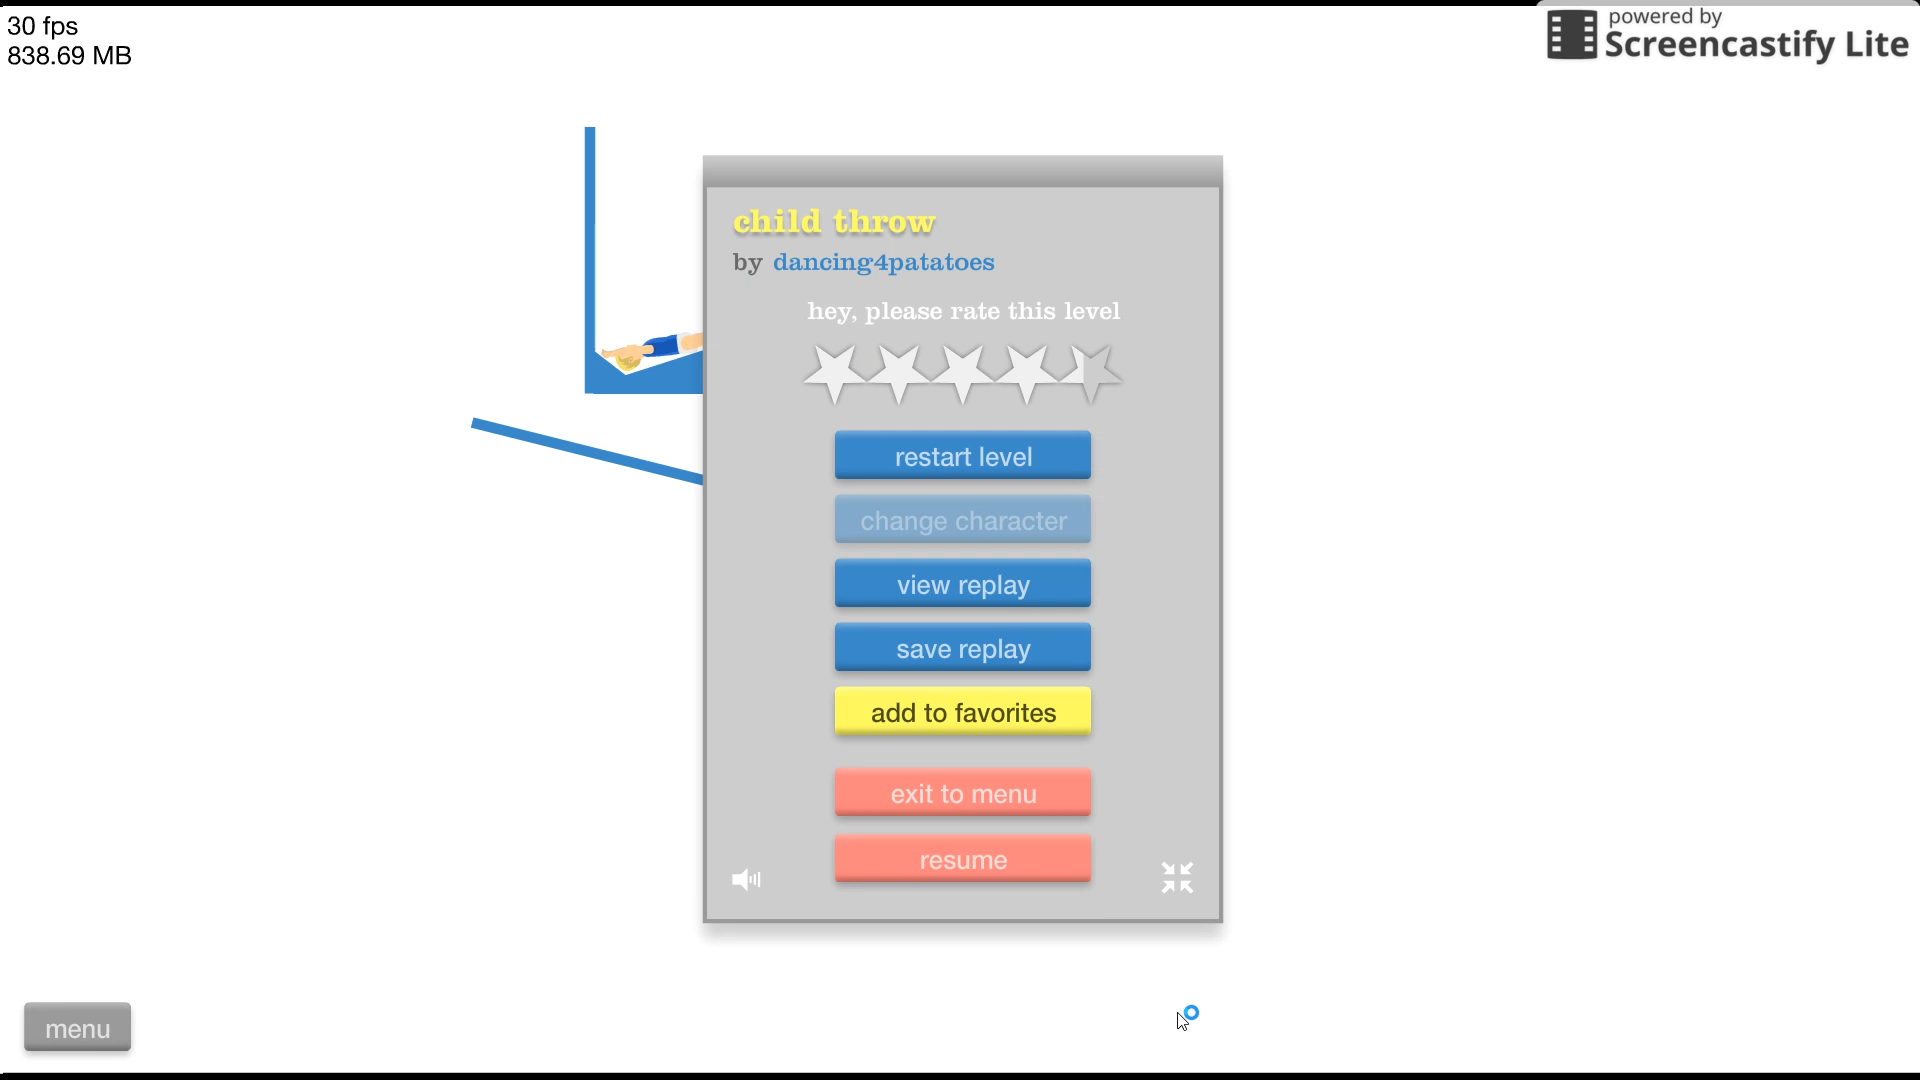 30 fps
838.69 MB
powered by
Screencastify Lite
child throw
by dancing4patatoes
hey, please rate this level
restart level
change character
view replay
save replay
add to favorites
exit to menu
resume
menu